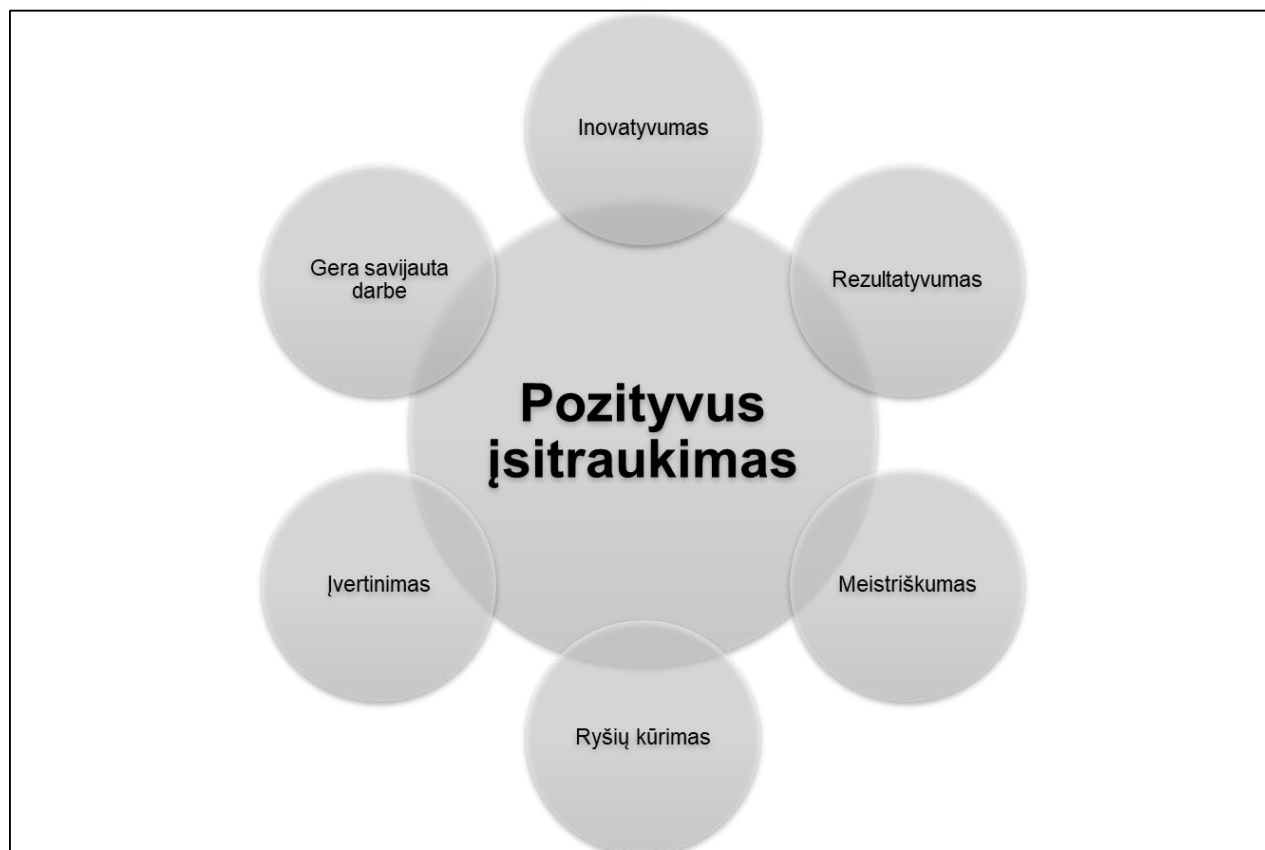 Inovatyvumas
Gera savijauta
darbe
Rezultatyvumas
Pozityvus
įsitraukimas
Įvertinimas
Meistriškumas
Ryšių kūrimas